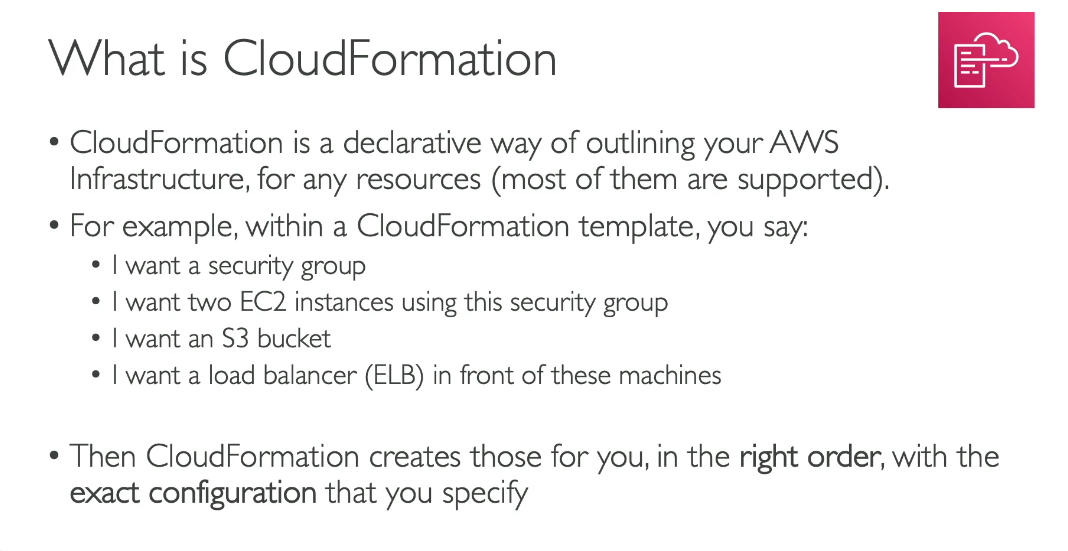 What is CloudFormation
• CloudFormation is a declarative way of outlining your AWS
Infrastructure, for any resources (most of them are supported).
• For example, within a CloudFormation template, you say:
• I want a security group
• I want two EC2 instances using this security group
• I want an S3 bucket
• I want a load balancer (ELB) in front of these machines
• Then CloudFormation creates those for you, in the right order, with the
exact configuration that you specify